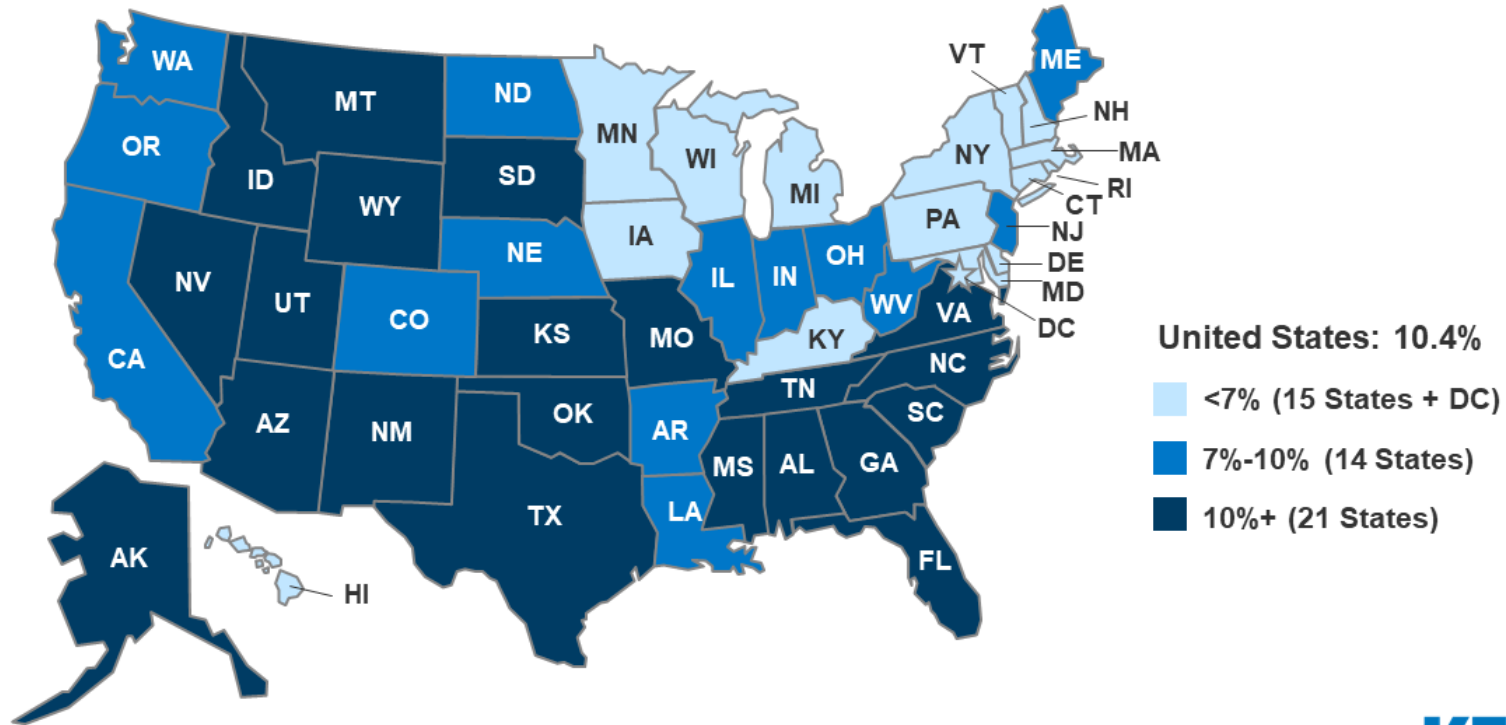 WA
MT
ND
MN
VT
ME
NH
OR
ID
SD
WI
MI
NY
MA
RI
CT
WY
IA
PA
NJ
NE
IL
IN
OH
DE
MD
NV
UT
CO
KS
MO
KY
WV
VA
DC
CA
AZ
NM
OK
AR
TN
NC
SC
MS
AL
GA
TX
LA
FL
AK
HI
United States: 10.4%
<7% (15 States + DC)
7%-10% (14 States)
10%+ (21 States)